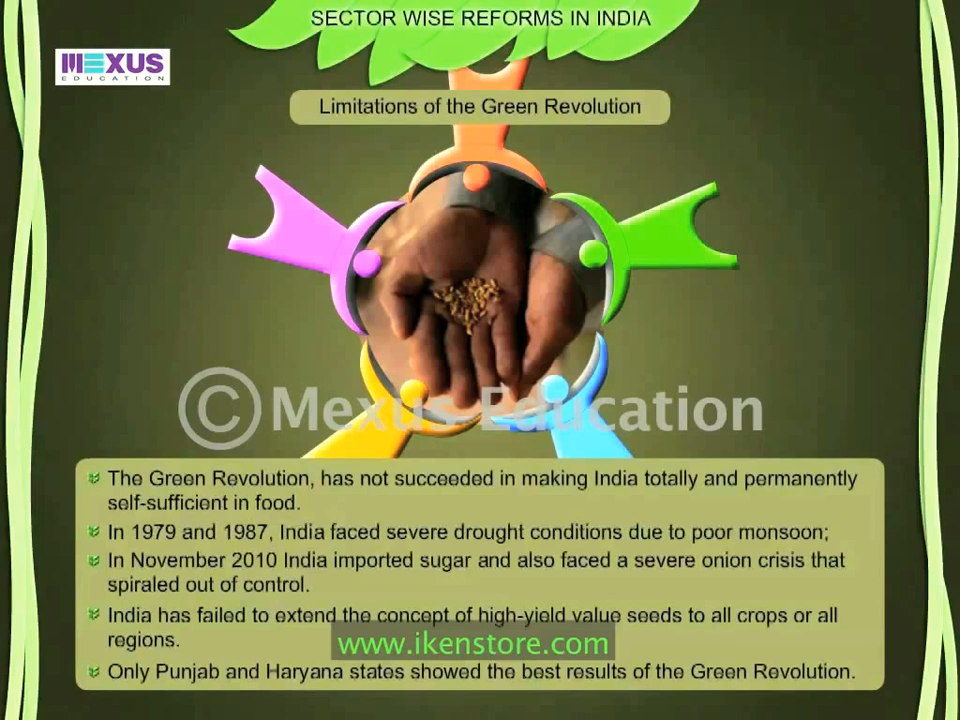 SECTOR WISE REFORMS IN INDIA
MEXUS
EDUCATION
Limitations of the Green Revolution
© Mexus Education
The Green Revolution, has not succeeded in making India totally and permanently
self-sufficient in food.
In 1979 and 1987, India faced severe drought conditions due to poor monsoon;
In November 2010 India imported sugar and also faced a severe onion crisis that
spiraled out of control.
India has failed to extend the concept of high-yield value seeds to all crops or all
regions.
www.ikenstore.com
Only Punjab and Haryana states showed the best results of the Green Revolution.